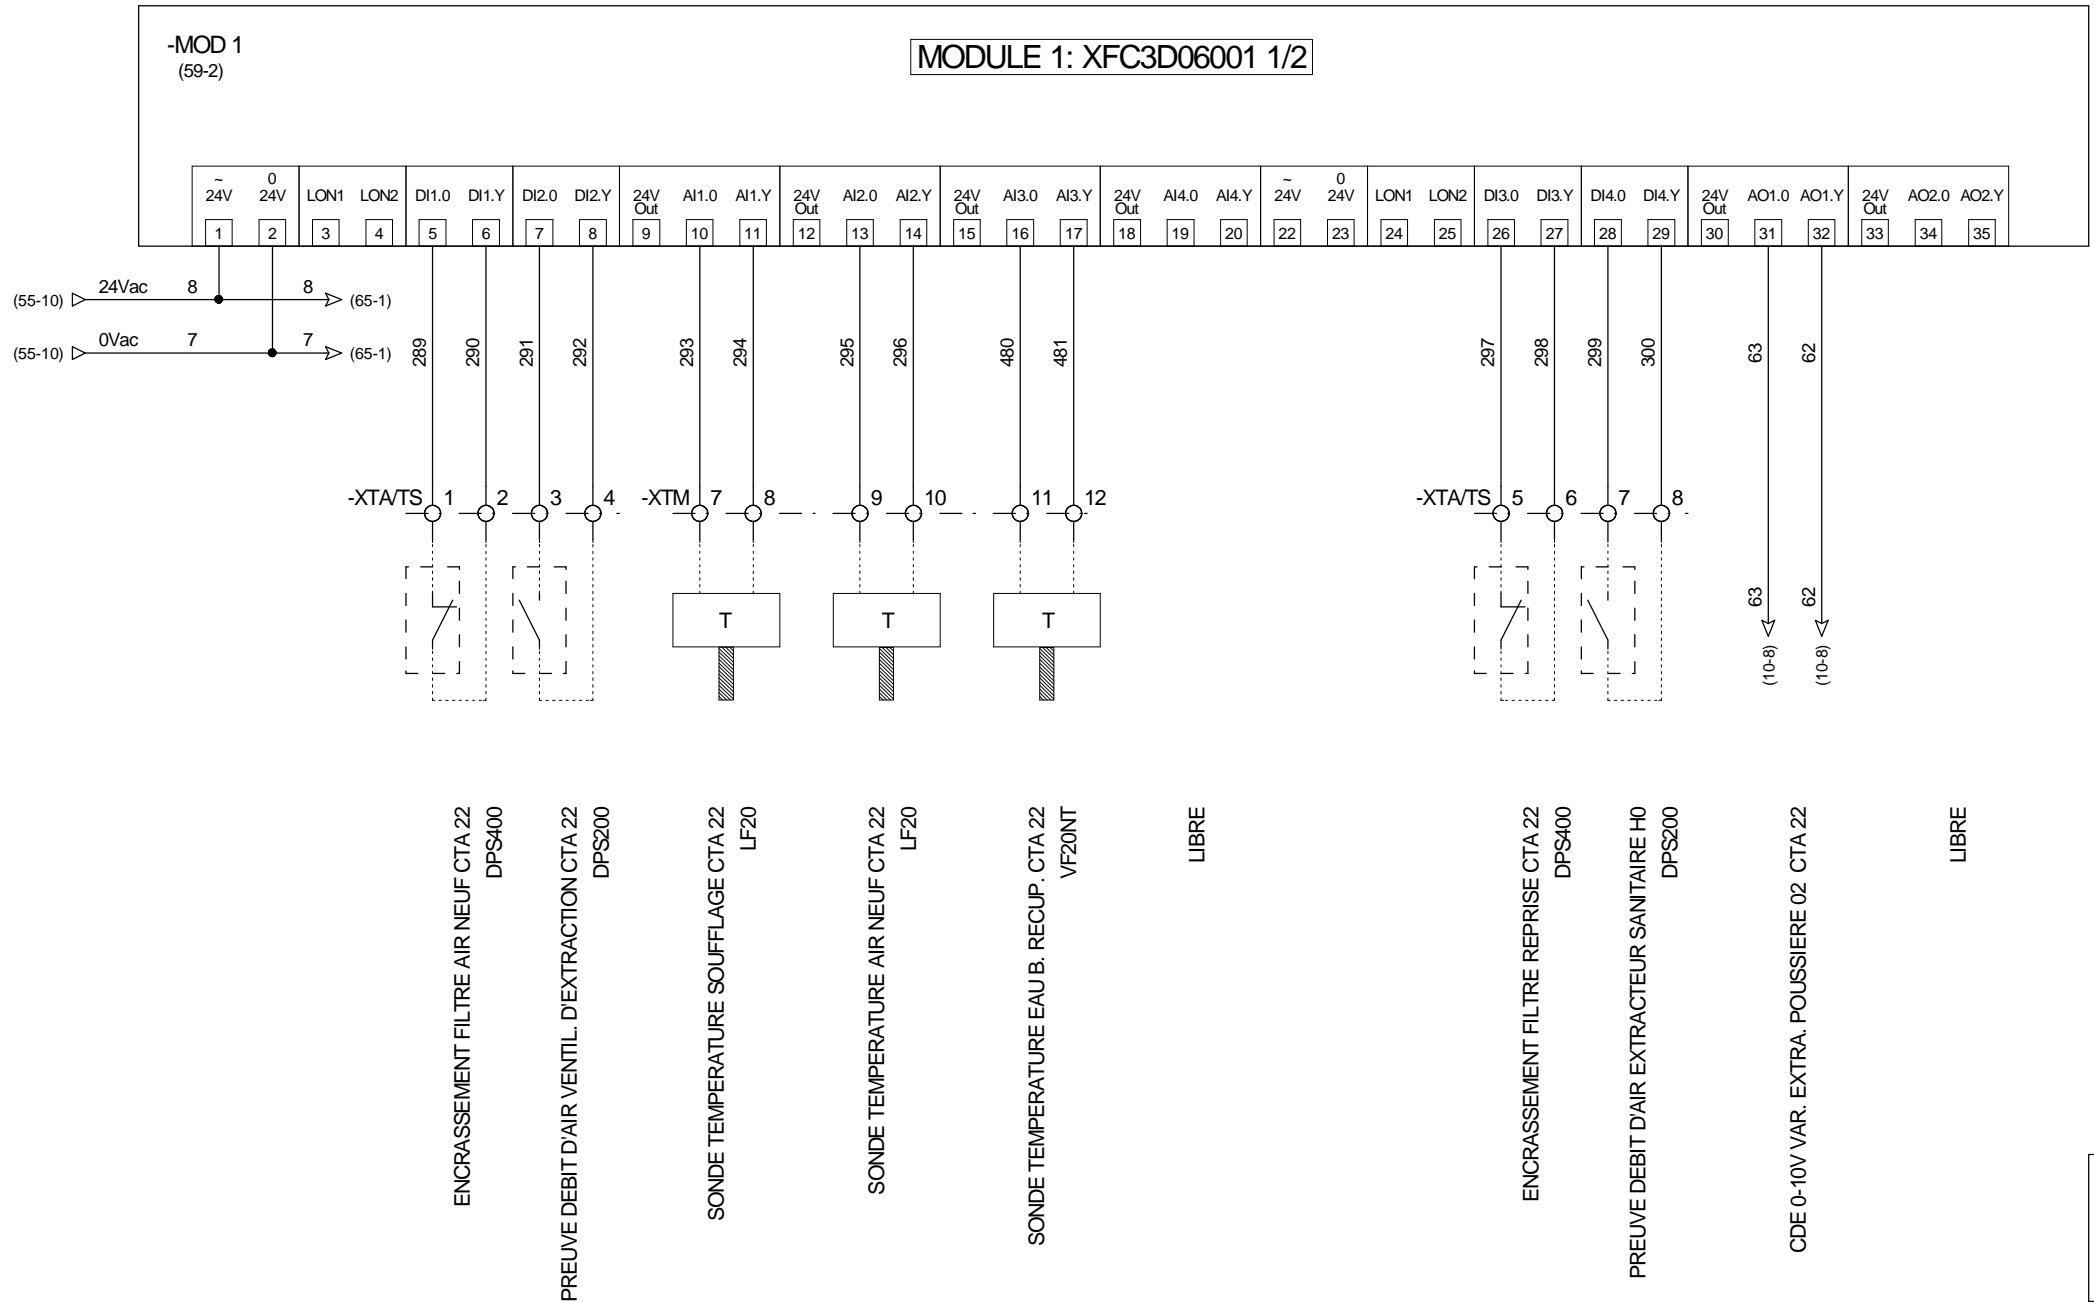 -MOD 1
(59-2)
MODULE 1: XFC3D06001 1/2
~ 24V 0 24V LON1 LON2 DI1.0 DI1.Y DI2.0 DI2.Y 24V Out AI1.0 AI1.Y 24V Out AI2.0 AI2.Y 24V Out AI3.0 AI3.Y 24V Out AI4.0 AI4.Y ~ 24V 0 24V LON1 LON2 DI3.0 DI3.Y DI4.0 DI4.Y 24V Out AO1.0 AO1.Y 24V Out AO2.0 AO2.Y
1 2 3 4 5 6 7 8 9 10 11 12 13 14 15 16 17 18 19 20 22 23 24 25 26 27 28 29 30 31 32 33 34 35
(55-10) 24Vac 8 8 (65-1)
(55-10) 0Vac 7 7 (65-1)
289 290 291 292 293 294 295 296 480 481 297 298 299 300 63 62
-XTA/TS 1 2 3 4 -XTM 7 8 9 10 11 12 -XTA/TS 5 6 7 8
T T T
63 62
(10-8) (10-8)
ENCRASSEMENT FILTRE AIR NEUF CTA 22
DPS400
PREUVE DEBIT D'AIR VENTIL. D'EXTRACTION CTA 22
DPS200
SONDE TEMPERATURE SOUFFLAGE CTA 22
LF20
SONDE TEMPERATURE AIR NEUF CTA 22
LF20
SONDE TEMPERATURE EAU B. RECUP. CTA 22
VF20NT
LIBRE
ENCRASSEMENT FILTRE REPRISE CTA 22
DPS400
PREUVE DEBIT D'AIR EXTRACTEUR SANITAIRE H0
DPS200
CDE 0-10V VAR. EXTRA. POUSSIERE 02 CTA 22
LIBRE